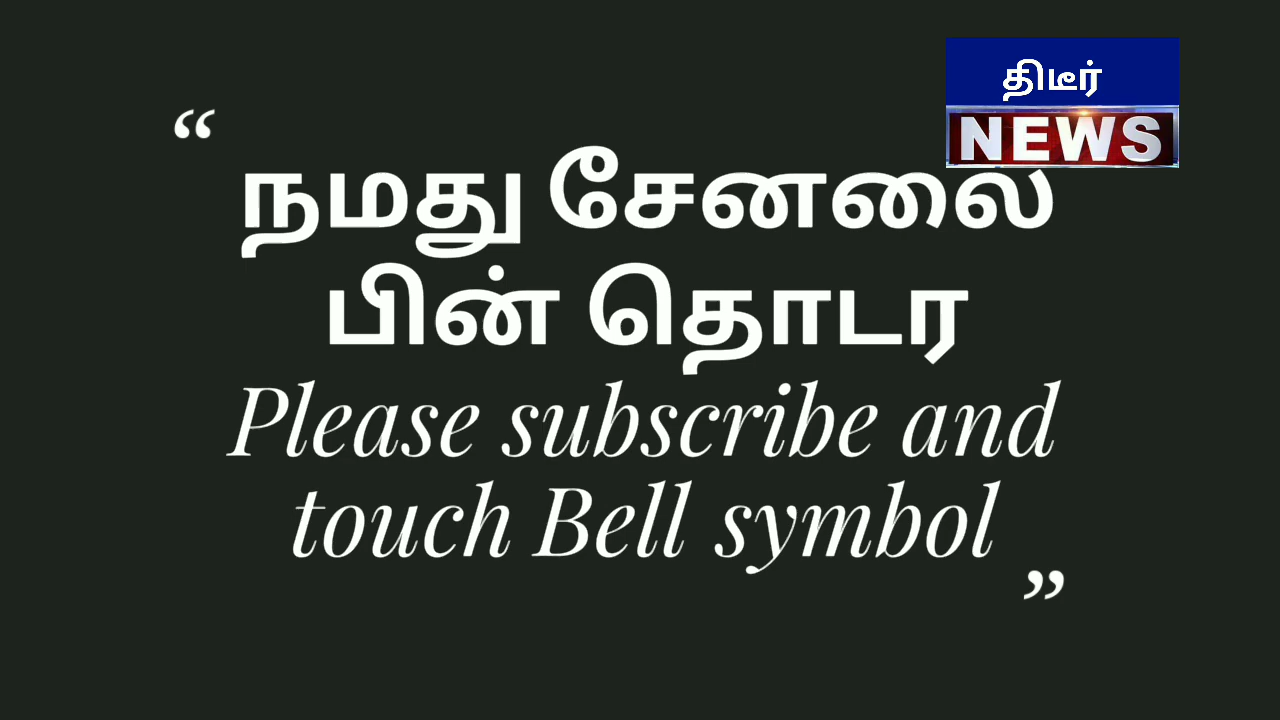 திடீர்
NEWS
“
நமது சேனலை
பின் தொடர
Please subscribe and
touch Bell symbol
”